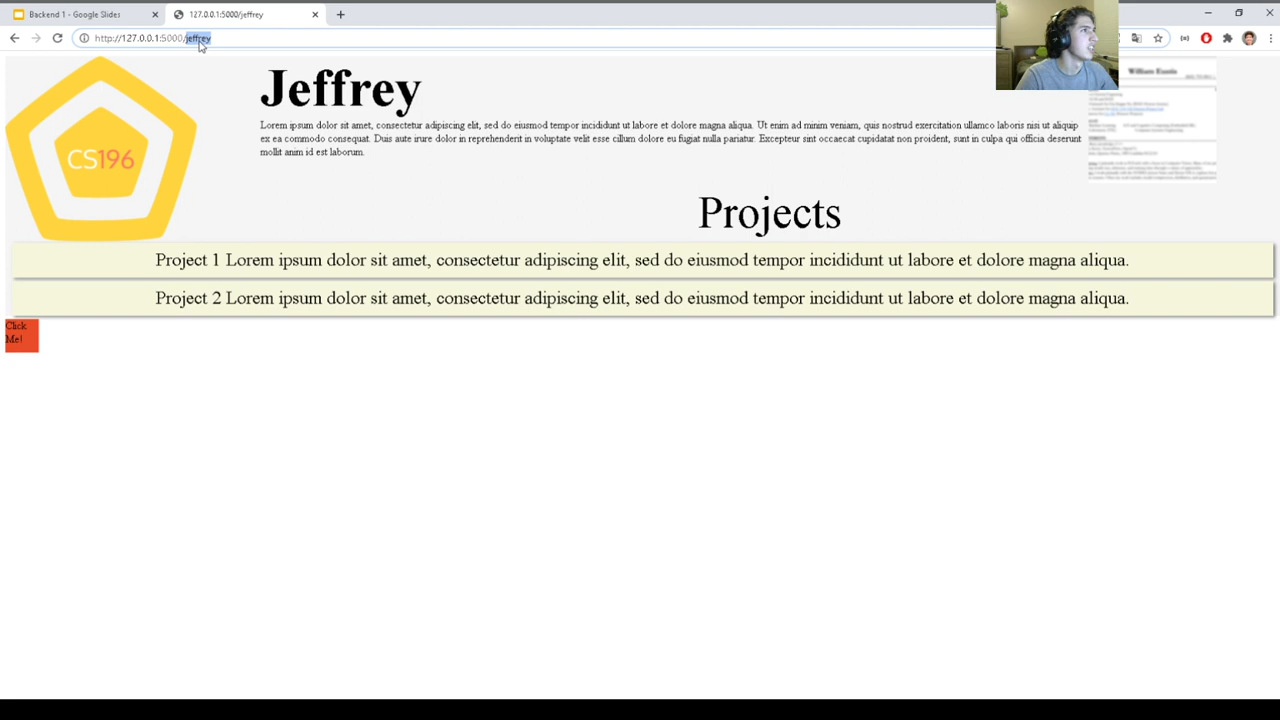 Backend 1 - Google Slides
127.0.0.1:5000/jeffrey
http://127.0.0.1:5000/jeffrey
CS196
Jeffrey
Lorem ipsum dolor sit amet, consectetur adipiscing elit, sed do eiusmod tempor incididunt ut labore et dolore magna aliqua. Ut enim ad minim veniam, quis nostrud exercitation ullamco laboris nisi ut aliquip
ex ea commodo consequat. Duis aute irure dolor in reprehenderit in voluptate velit esse cillum dolore eu fugiat nulla pariatur. Excepteur sint occaecat cupidatat non proident, sunt in culpa qui officia deserunt
mollit anim id est laborum.
Projects
Project 1 Lorem ipsum dolor sit amet, consectetur adipiscing elit, sed do eiusmod tempor incididunt ut labore et dolore magna aliqua.
Project 2 Lorem ipsum dolor sit amet, consectetur adipiscing elit, sed do eiusmod tempor incididunt ut labore et dolore magna aliqua.
Click
Me!